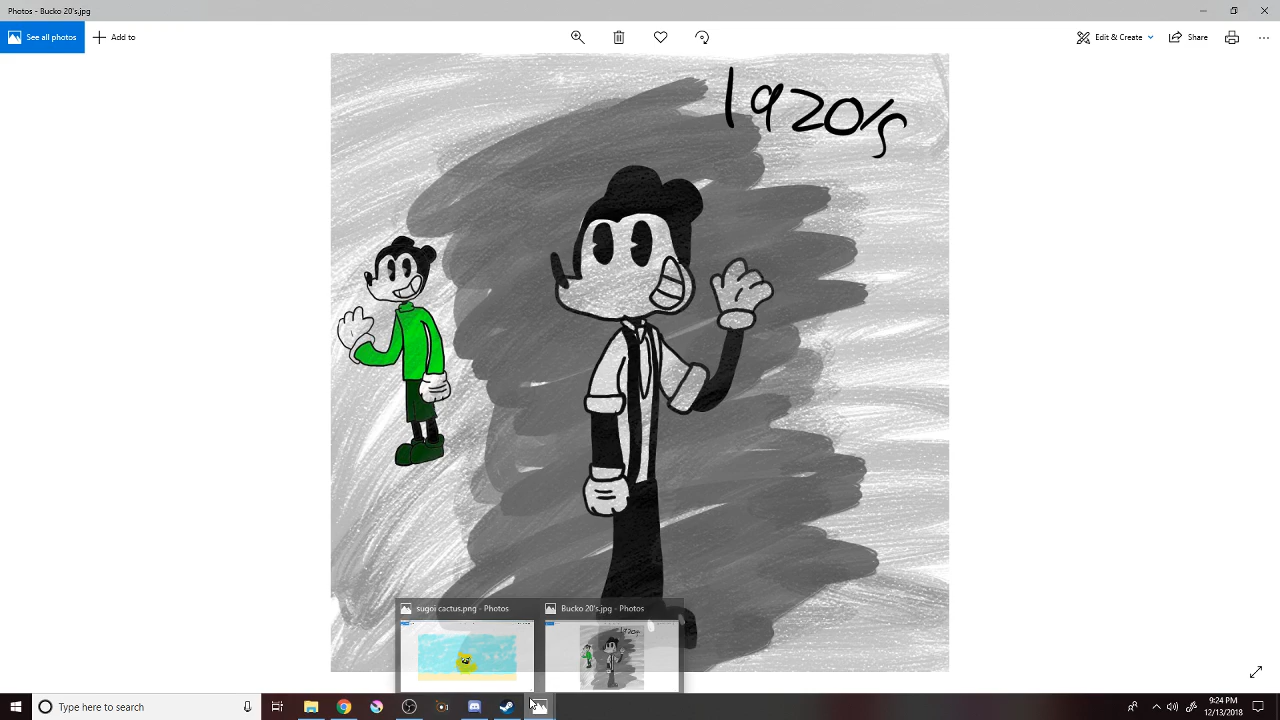 Photos - Bucko 20's.jpg
See all photos
Add to
Edit & Create
Share
1920's
sugoi cactus.png - Photos
Bucko 20's.jpg - Photos
1920's
Type here to search
9:24 PM
12/13/2018